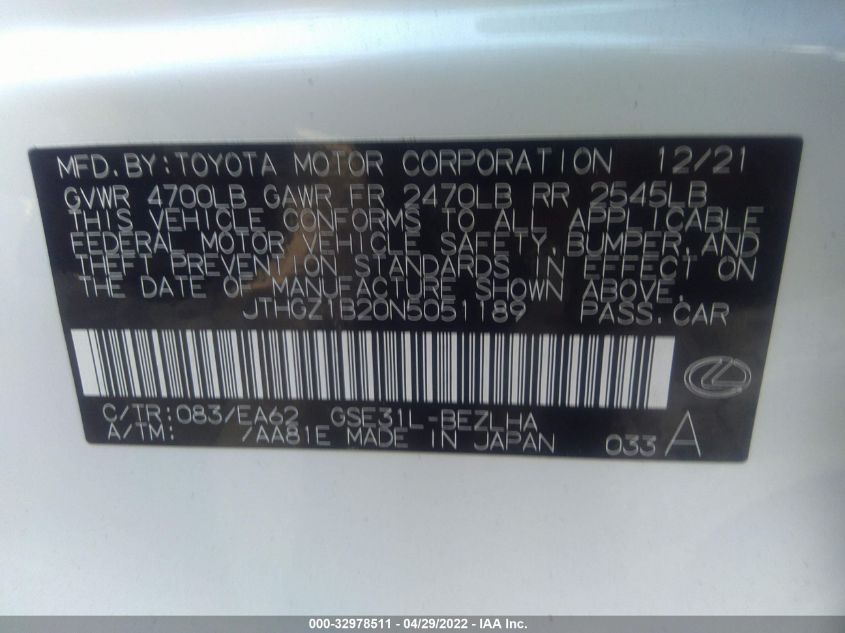 MFD. BY: TOYOTA MOTOR CORPORATION 12/21
GVWR 4700LB GAWR FR 2470LB RR 2545LB
THIS VEHICLE CONFORMS TO ALL APPLICABLE
FEDERAL MOTOR VEHICLE SAFETY, BUMPER, AND
THEFT PREVENTION STANDARDS IN EFFECT ON
THE DATE OF MANUFACTURE SHOWN ABOVE.
JTHGZ1B20N5051189 PASS. CAR
C/TR: 083/EA62 GSE31L-BEZLHA
A/TM: /AA81E MADE IN JAPAN 033 A
000-32978511 - 04/29/2022 - IAA Inc.